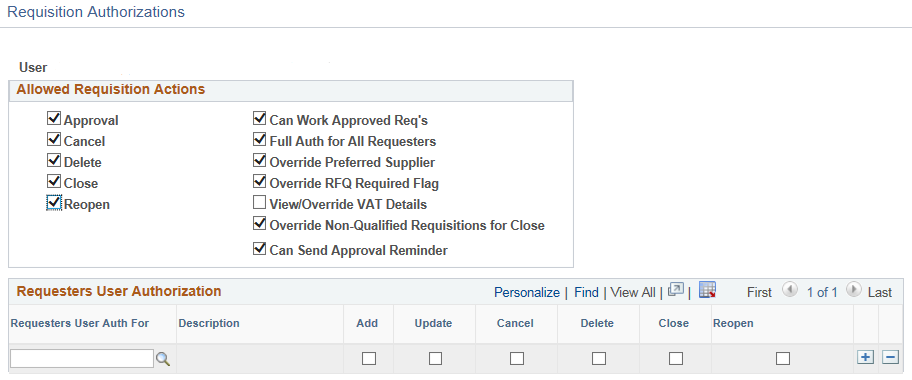 Requisition Authorizations
User
Allowed Requisition Actions
Approval
Can Work Approved Req's
Cancel
Full Auth for All Requesters
Delete
Override Preferred Supplier
Close
Override RFQ Required Flag
Reopen
View/Override VAT Details
Override Non-Qualified Requisitions for Close
Can Send Approval Reminder
Requesters User Authorization
Personalize | Find | View All | | First 1 of 1 Last
Requesters User Auth For Description Add Update Cancel Delete Close Reopen